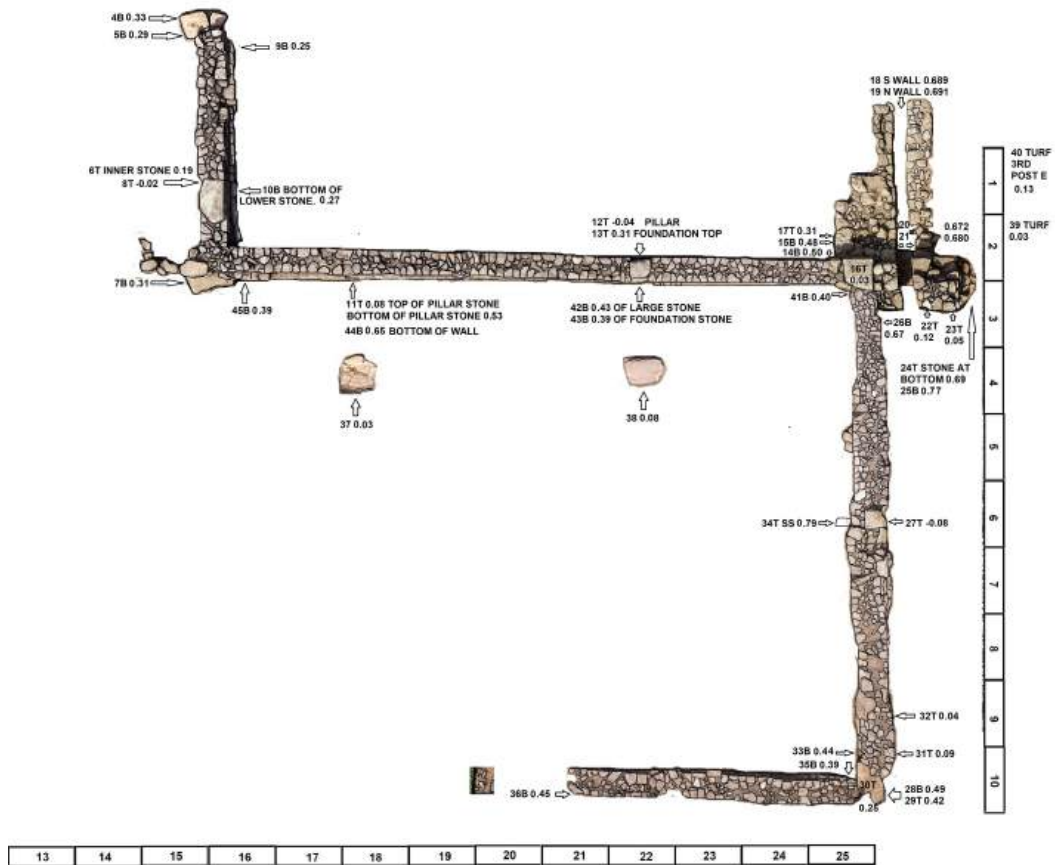 4B 0.33
5B 0.29
9B 0.25
18 S WALL 0.689
19 N WALL 0.691
40 TURF
3RD
POST E
0.13
6T INNER STONE 0.19
8T -0.02
10B BOTTOM OF
LOWER STONE. 0.27
12T -0.04 PILLAR
13T 0.31 FOUNDATION TOP
17T 0.31
15B 0.48
14B 0.50
20
21
0.672
0.680
39 TURF
0.03
16T
0.03
7B 0.31
45B 0.39
11T 0.08 TOP OF PILLAR STONE
BOTTOM OF PILLAR STONE 0.53
44B 0.65 BOTTOM OF WALL
42B 0.43 OF LARGE STONE
43B 0.39 OF FOUNDATION STONE
41B 0.40
26B
0.67
22T
0.12
23T
0.05
24T STONE AT
BOTTOM 0.69
25B 0.77
37 0.03
38 0.08
34T SS 0.79
27T -0.08
32T 0.04
33B 0.44
31T 0.09
35B 0.39
36B 0.45
30T
0.25
28B 0.49
29T 0.42
1
2
3
4
5
6
7
8
9
10
13 14 15 16 17 18 19 20 21 22 23 24 25